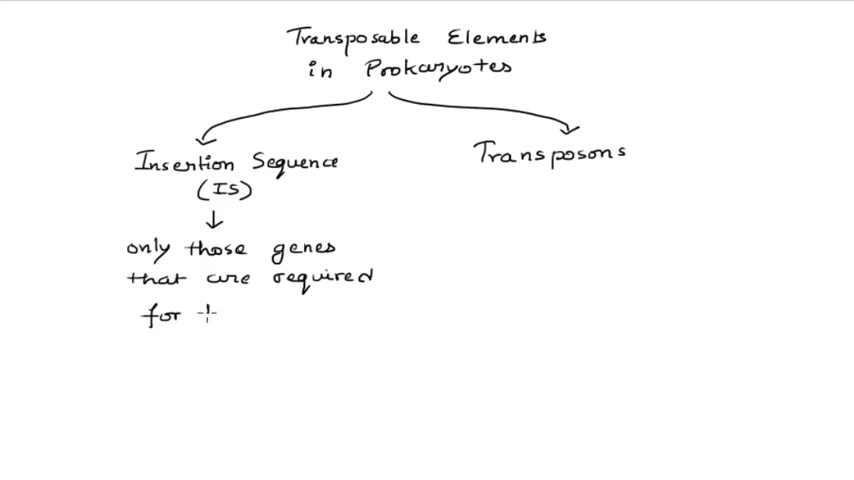 Transposable Elements
in Prokaryotes
Insertion Sequence
(IS)
Transposons
only those genes
that are required
for